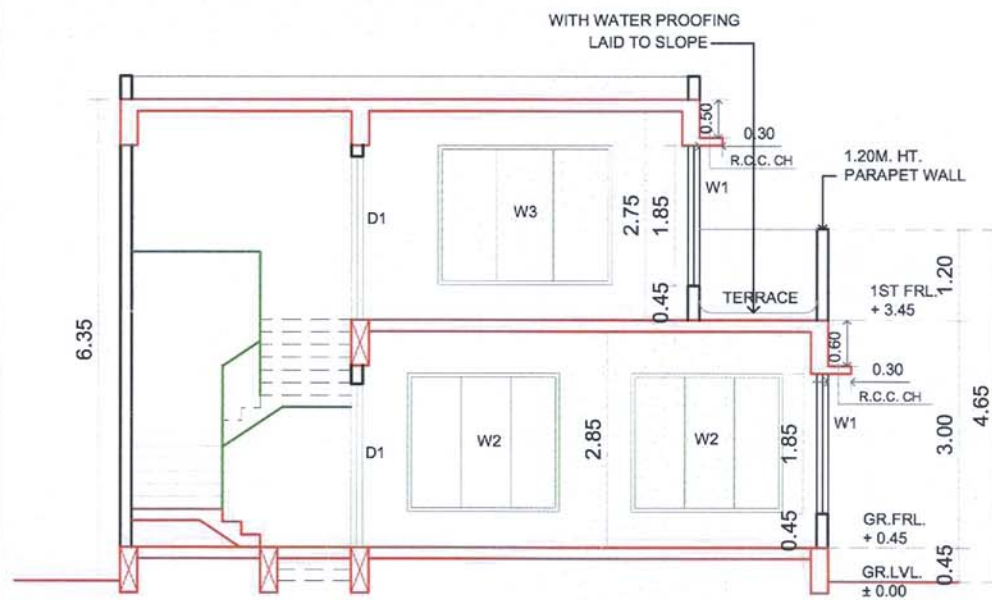 WITH WATER PROOFING
LAID TO SLOPE
0.50
0.30
R.C.C. CH
1.20M. HT.
PARAPET WALL
W1
D1
W3
2.75
1.85
0.45
TERRACE
1ST FRL.
+ 3.45
1.20
6.35
0.60
0.30
R.C.C. CH
W1
4.65
3.00
D1
W2
2.85
W2
1.85
0.45
GR.FRL.
+ 0.45
0.45
GR.LVL.
± 0.00